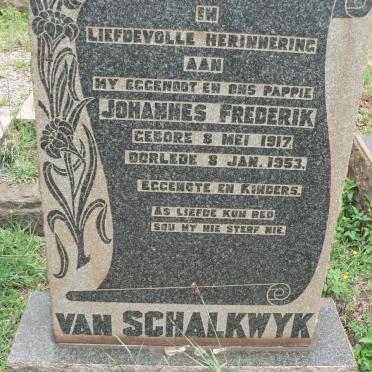 EN
LIEFDEVOLLE HERINNERING
AAN
MY EGGENOOT EN ONS PAPPIE
JOHANNES FREDERIK
GEBORE 8 MEI 1917
OORLEDE 8 JAN. 1953.
EGGENOTE EN KINDERS.
AS LIEFDE KON RED
SOU HY NIE STERF NIE.
VAN SCHALKWYK